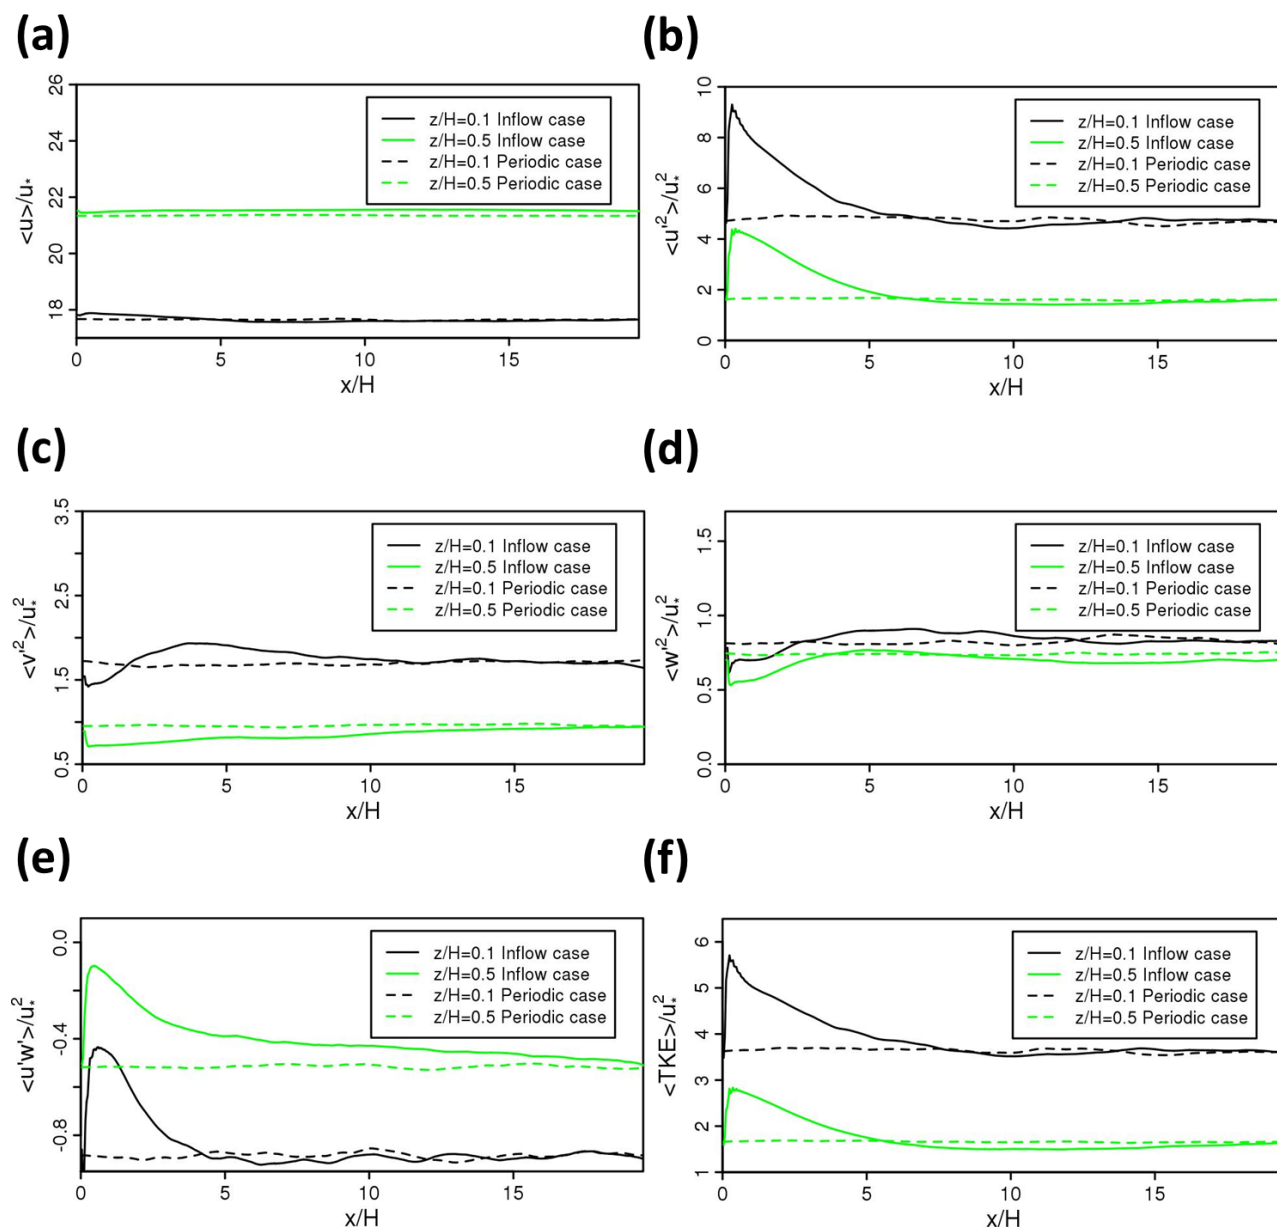 (a)
<u>/u*
18 20 22 24 26
z/H=0.1 Inflow case
z/H=0.5 Inflow case
z/H=0.1 Periodic case
z/H=0.5 Periodic case
0 5 10 15
x/H
(b)
<u'²>/u*²
0 2 4 6 8 10
z/H=0.1 Inflow case
z/H=0.5 Inflow case
z/H=0.1 Periodic case
z/H=0.5 Periodic case
0 5 10 15
x/H
(c)
<v'²>/u*²
0.5 1.5 2.5 3.5
z/H=0.1 Inflow case
z/H=0.5 Inflow case
z/H=0.1 Periodic case
z/H=0.5 Periodic case
0 5 10 15
x/H
(d)
<w'²>/u*²
0.0 0.5 1.0 1.5
z/H=0.1 Inflow case
z/H=0.5 Inflow case
z/H=0.1 Periodic case
z/H=0.5 Periodic case
0 5 10 15
x/H
(e)
<u'w'>/u*²
-0.8 -0.4 0.0
z/H=0.1 Inflow case
z/H=0.5 Inflow case
z/H=0.1 Periodic case
z/H=0.5 Periodic case
0 5 10 15
x/H
(f)
<TKE>/u*²
1 2 3 4 5 6
z/H=0.1 Inflow case
z/H=0.5 Inflow case
z/H=0.1 Periodic case
z/H=0.5 Periodic case
0 5 10 15
x/H